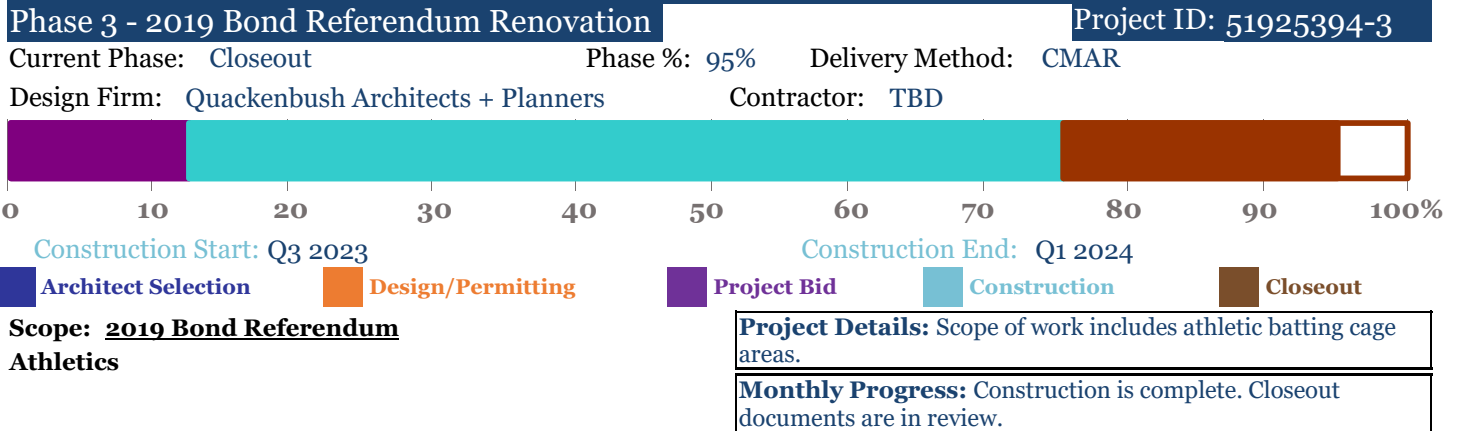 Phase 3 - 2019 Bond Referendum Renovation Project ID: 51925394-3
Current Phase: Closeout Phase %: 95% Delivery Method: CMAR
Design Firm: Quackenbush Architects + Planners Contractor: TBD
0 10 20 30 40 50 60 70 80 90 100%
Construction Start: Q3 2023 Construction End: Q1 2024
Architect Selection Design/Permitting Project Bid Construction Closeout
Scope: 2019 Bond Referendum
Athletics
Project Details: Scope of work includes athletic batting cage
areas.
Monthly Progress: Construction is complete. Closeout
documents are in review.